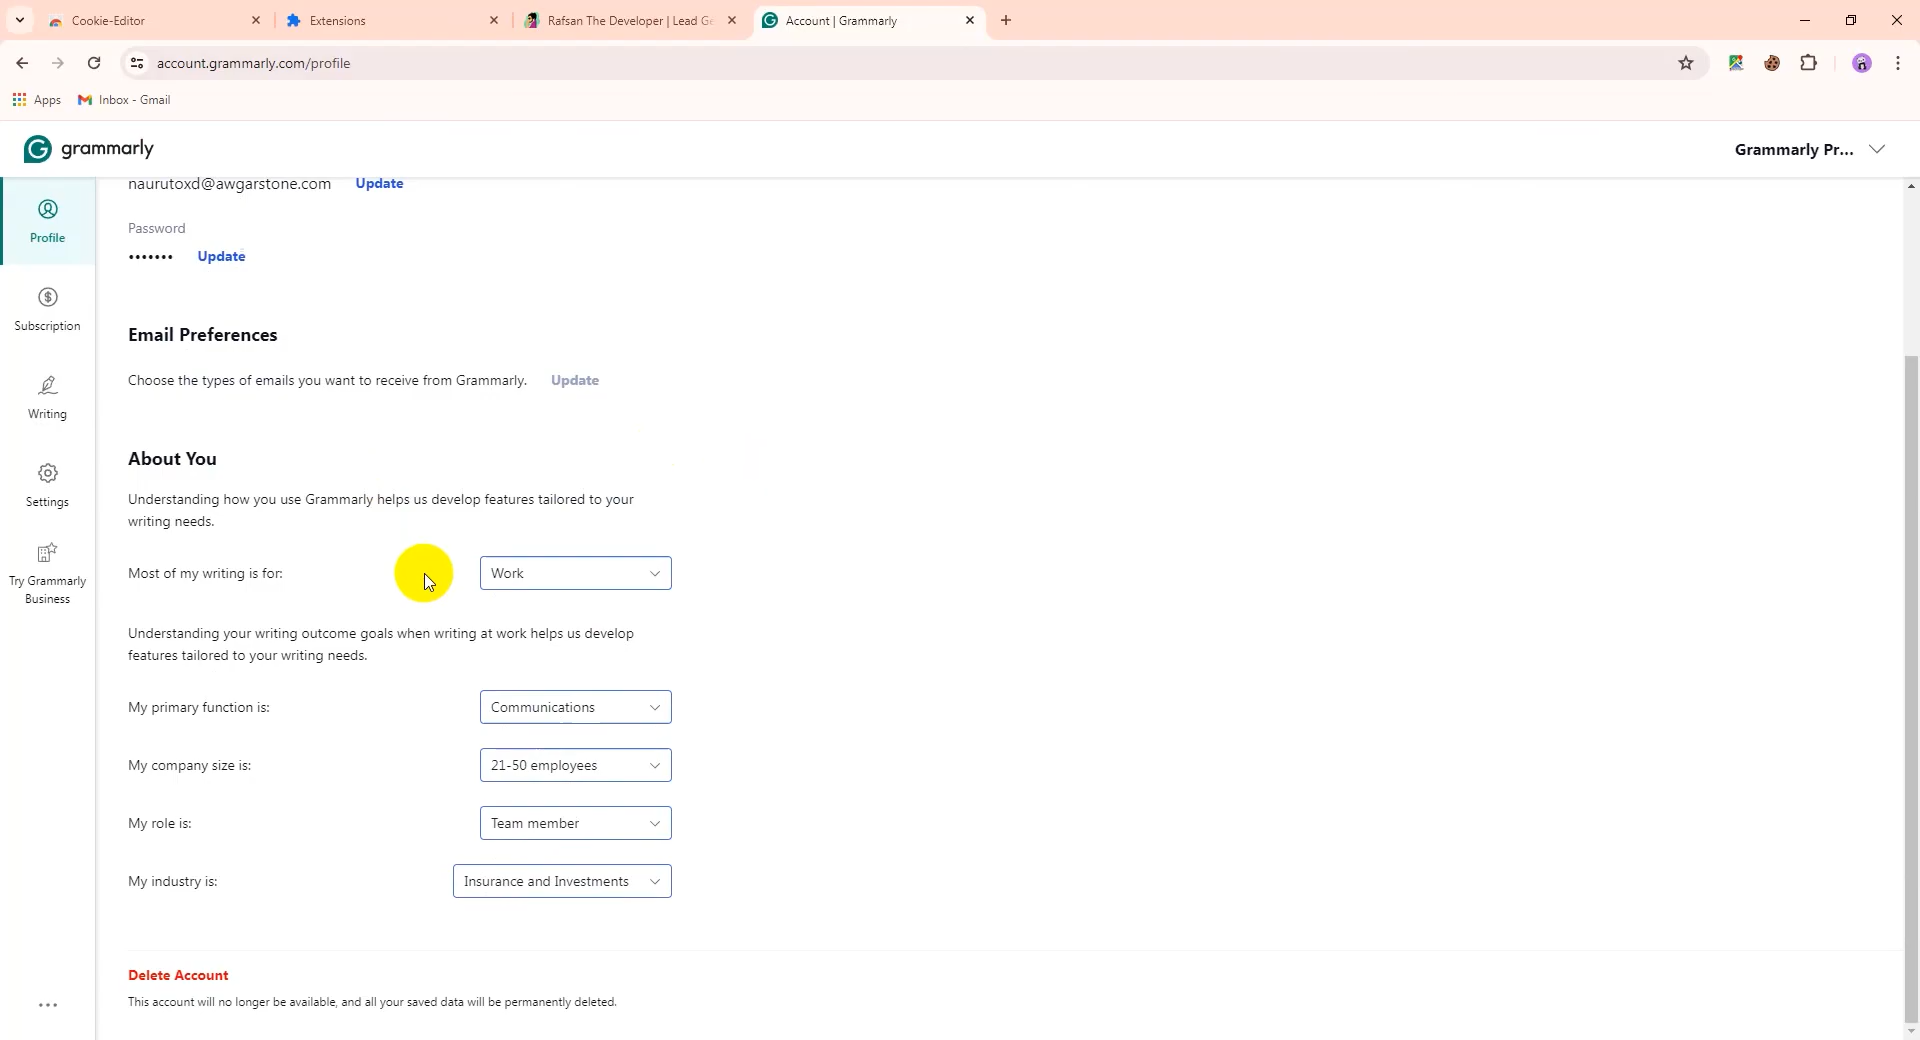 Cookie-Editor
Extensions
Rafsan The Developer | Lead Ge
Account | Grammarly
account.grammarly.com/profile
Apps
Inbox - Gmail
grammarly
Grammarly Pr...
naurutoxd@awgarstone.com Update
Profile
Password
••••••• Update
Subscription
Email Preferences
Choose the types of emails you want to receive from Grammarly. Update
Writing
About You
Understanding how you use Grammarly helps us develop features tailored to your
writing needs.
Settings
Most of my writing is for: Work
Try Grammarly
Business
Understanding your writing outcome goals when writing at work helps us develop
features tailored to your writing needs.
My primary function is: Communications
My company size is: 21-50 employees
My role is: Team member
My industry is: Insurance and Investments
Delete Account
This account will no longer be available, and all your saved data will be permanently deleted.